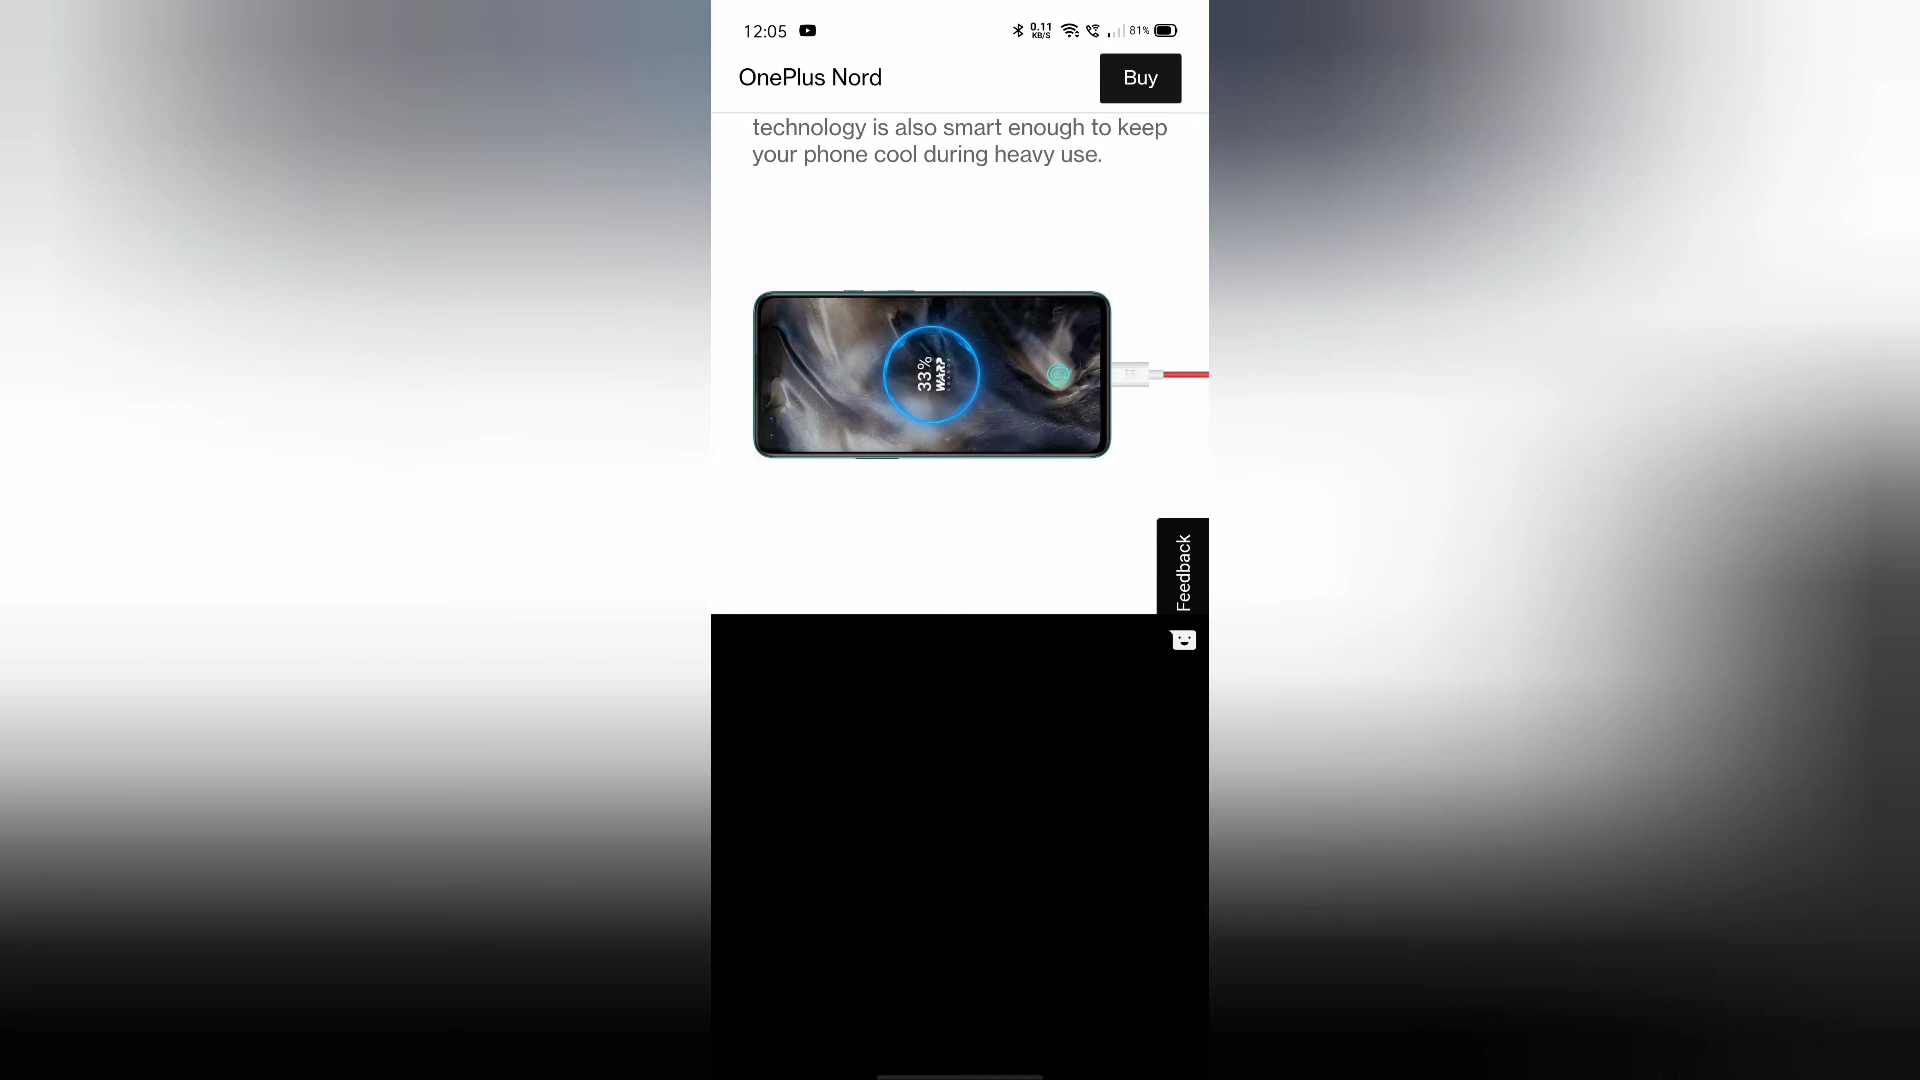 12:05
0.11
KB/S
81%
OnePlus Nord
Buy
technology is also smart enough to keep
your phone cool during heavy use.
33%
WARP
Feedback